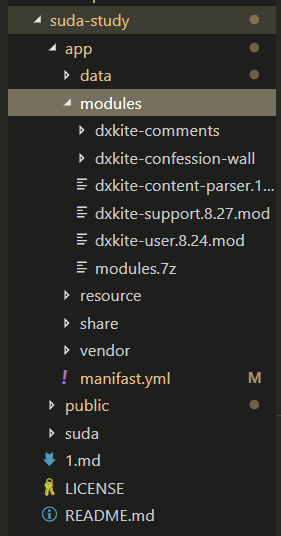 suda-study
app
data
modules
dxkite-comments
dxkite-confession-wall
dxkite-content-parser.1...
dxkite-support.8.27.mod
dxkite-user.8.24.mod
modules.7z
resource
share
vendor
! manifast.yml M
public
suda
1.md
LICENSE
README.md